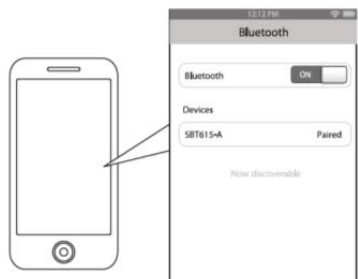 12:12 PM
Bluetooth
Bluetooth ON
Devices
SBT615-A Paired
Now discoverable